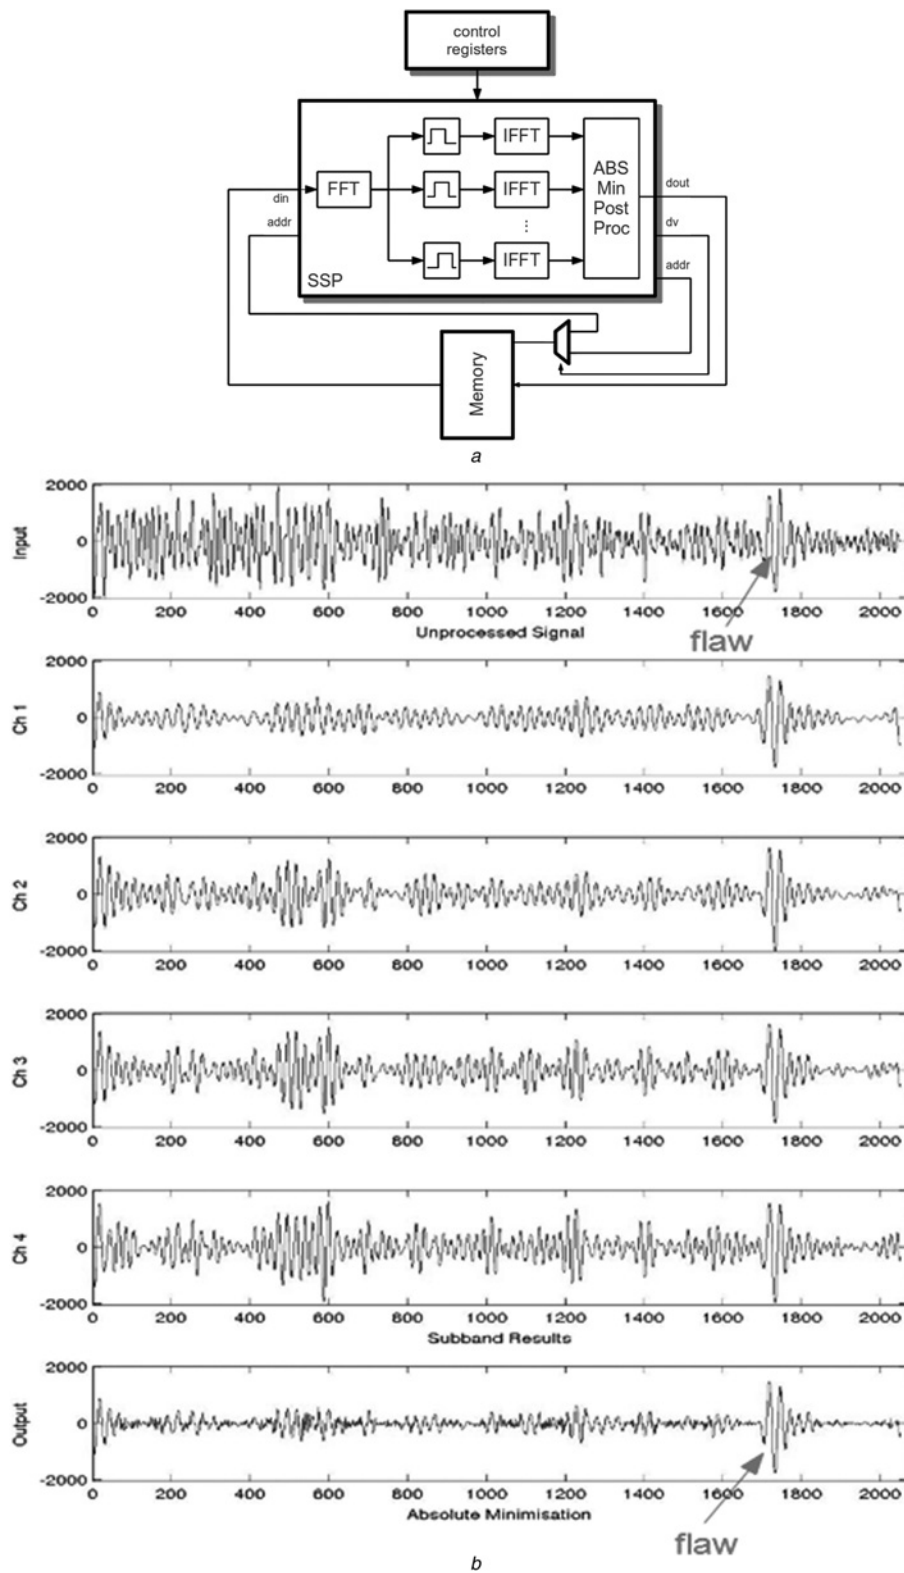 control
registers
FFT
IFFT
IFFT
⋮
IFFT
ABS
Min
Post
Proc
SSP
din
addr
dout
dv
addr
Memory
a
2000
0
-2000
Input
0 200 400 600 800 1000 1200 1400 1600 1800 2000
Unprocessed Signal
flaw
2000
0
-2000
Ch 1
0 200 400 600 800 1000 1200 1400 1600 1800 2000
2000
0
-2000
Ch 2
0 200 400 600 800 1000 1200 1400 1600 1800 2000
2000
0
-2000
Ch 3
0 200 400 600 800 1000 1200 1400 1600 1800 2000
2000
0
-2000
Ch 4
0 200 400 600 800 1000 1200 1400 1600 1800 2000
Subband Results
2000
0
-2000
Output
0 200 400 600 800 1000 1200 1400 1600 1800 2000
Absolute Minimisation
flaw
b